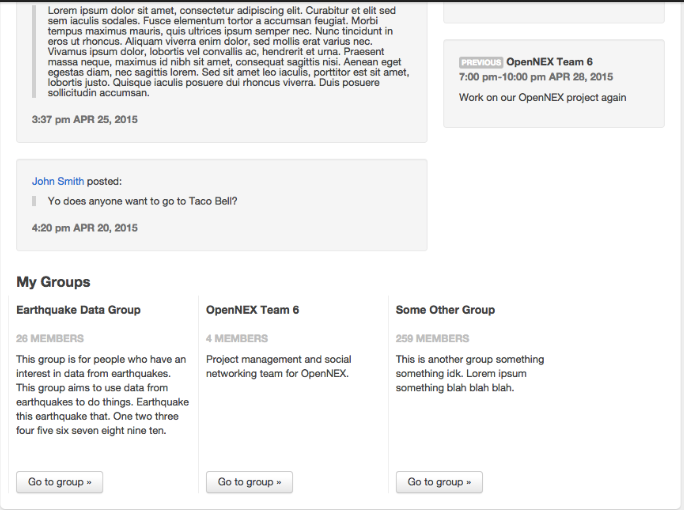 Lorem ipsum dolor sit amet, consectetur adipiscing elit. Curabitur et elit sed
sem iaculis sodales. Fusce elementum tortor a accumsan feugiat. Morbi
tempus maximus mauris, quis ultrices ipsum semper nec. Nunc tincidunt in
eros ut rhoncus. Aliquam viverra enim dolor, sed mollis erat varius nec.
Vivamus ipsum dolor, lobortis vel convallis ac, hendrerit et urna. Praesent
massa neque, maximus id nibh sit amet, consequat sagittis nisi. Aenean eget
egestas diam, nec sagittis lorem. Sed sit amet leo iaculis, porttitor est sit amet,
lobortis justo. Quisque iaculis posuere dui rhoncus viverra. Duis posuere
sollicitudin accumsan.
3:37 pm APR 25, 2015
John Smith posted:
Yo does anyone want to go to Taco Bell?
4:20 pm APR 20, 2015
PREVIOUS OpenNEX Team 6
7:00 pm-10:00 pm APR 28, 2015
Work on our OpenNEX project again
My Groups
Earthquake Data Group
26 MEMBERS
This group is for people who have an
interest in data from earthquakes.
This group aims to use data from
earthquakes to do things. Earthquake
this earthquake that. One two three
four five six seven eight nine ten.
Go to group »
OpenNEX Team 6
4 MEMBERS
Project management and social
networking team for OpenNEX.
Go to group »
Some Other Group
259 MEMBERS
This is another group something
something idk. Lorem ipsum
something blah blah blah.
Go to group »